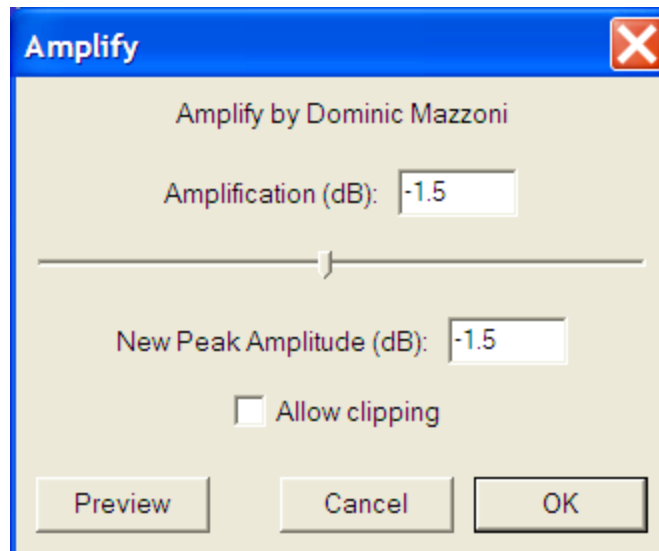 Amplify
Amplify by Dominic Mazzoni
Amplification (dB): -1.5
New Peak Amplitude (dB): -1.5
Allow clipping
Preview Cancel OK